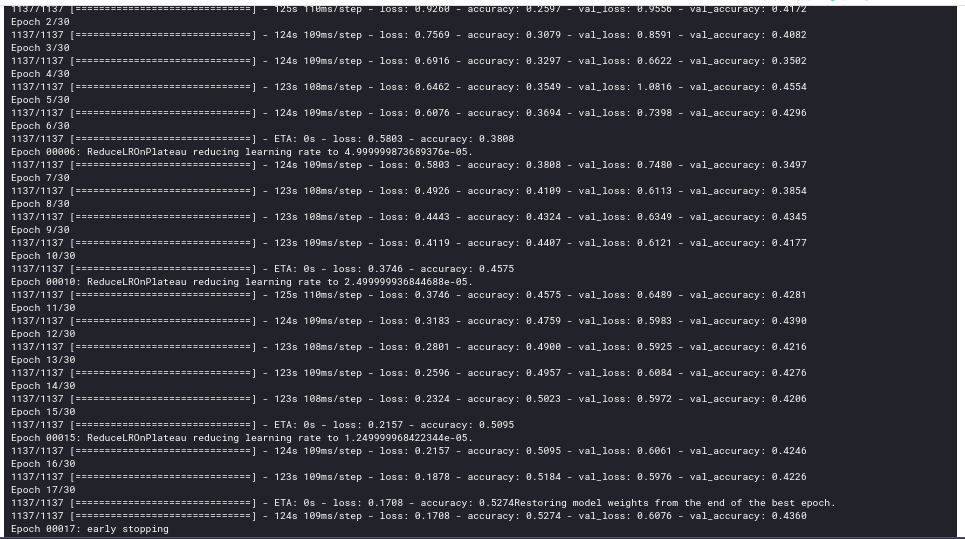 1137/1137 [==============================] - 125s 110ms/step - loss: 0.9260 - accuracy: 0.2597 - val_loss: 0.9556 - val_accuracy: 0.4172
Epoch 2/30
1137/1137 [==============================] - 124s 109ms/step - loss: 0.7569 - accuracy: 0.3079 - val_loss: 0.8591 - val_accuracy: 0.4082
Epoch 3/30
1137/1137 [==============================] - 124s 109ms/step - loss: 0.6916 - accuracy: 0.3297 - val_loss: 0.6622 - val_accuracy: 0.3502
Epoch 4/30
1137/1137 [==============================] - 123s 108ms/step - loss: 0.6462 - accuracy: 0.3549 - val_loss: 1.0816 - val_accuracy: 0.4554
Epoch 5/30
1137/1137 [==============================] - 124s 109ms/step - loss: 0.6076 - accuracy: 0.3694 - val_loss: 0.7398 - val_accuracy: 0.4296
Epoch 6/30
1137/1137 [==============================] - ETA: 0s - loss: 0.5803 - accuracy: 0.3808
Epoch 00006: ReduceLROnPlateau reducing learning rate to 4.999999873689376e-05.
1137/1137 [==============================] - 124s 109ms/step - loss: 0.5803 - accuracy: 0.3808 - val_loss: 0.7480 - val_accuracy: 0.3497
Epoch 7/30
1137/1137 [==============================] - 123s 108ms/step - loss: 0.4926 - accuracy: 0.4109 - val_loss: 0.6113 - val_accuracy: 0.3854
Epoch 8/30
1137/1137 [==============================] - 123s 108ms/step - loss: 0.4443 - accuracy: 0.4324 - val_loss: 0.6349 - val_accuracy: 0.4345
Epoch 9/30
1137/1137 [==============================] - 123s 109ms/step - loss: 0.4119 - accuracy: 0.4407 - val_loss: 0.6121 - val_accuracy: 0.4177
Epoch 10/30
1137/1137 [==============================] - ETA: 0s - loss: 0.3746 - accuracy: 0.4575
Epoch 00010: ReduceLROnPlateau reducing learning rate to 2.499999936844688e-05.
1137/1137 [==============================] - 125s 110ms/step - loss: 0.3746 - accuracy: 0.4575 - val_loss: 0.6489 - val_accuracy: 0.4281
Epoch 11/30
1137/1137 [==============================] - 124s 109ms/step - loss: 0.3183 - accuracy: 0.4759 - val_loss: 0.5983 - val_accuracy: 0.4390
Epoch 12/30
1137/1137 [==============================] - 123s 108ms/step - loss: 0.2801 - accuracy: 0.4900 - val_loss: 0.5925 - val_accuracy: 0.4216
Epoch 13/30
1137/1137 [==============================] - 123s 109ms/step - loss: 0.2596 - accuracy: 0.4957 - val_loss: 0.6084 - val_accuracy: 0.4276
Epoch 14/30
1137/1137 [==============================] - 123s 108ms/step - loss: 0.2324 - accuracy: 0.5023 - val_loss: 0.5972 - val_accuracy: 0.4206
Epoch 15/30
1137/1137 [==============================] - ETA: 0s - loss: 0.2157 - accuracy: 0.5095
Epoch 00015: ReduceLROnPlateau reducing learning rate to 1.249999968422344e-05.
1137/1137 [==============================] - 124s 109ms/step - loss: 0.2157 - accuracy: 0.5095 - val_loss: 0.6061 - val_accuracy: 0.4246
Epoch 16/30
1137/1137 [==============================] - 123s 109ms/step - loss: 0.1878 - accuracy: 0.5184 - val_loss: 0.5976 - val_accuracy: 0.4226
Epoch 17/30
1137/1137 [==============================] - ETA: 0s - loss: 0.1708 - accuracy: 0.5274Restoring model weights from the end of the best epoch.
1137/1137 [==============================] - 124s 109ms/step - loss: 0.1708 - accuracy: 0.5274 - val_loss: 0.6076 - val_accuracy: 0.4360
Epoch 00017: early stopping